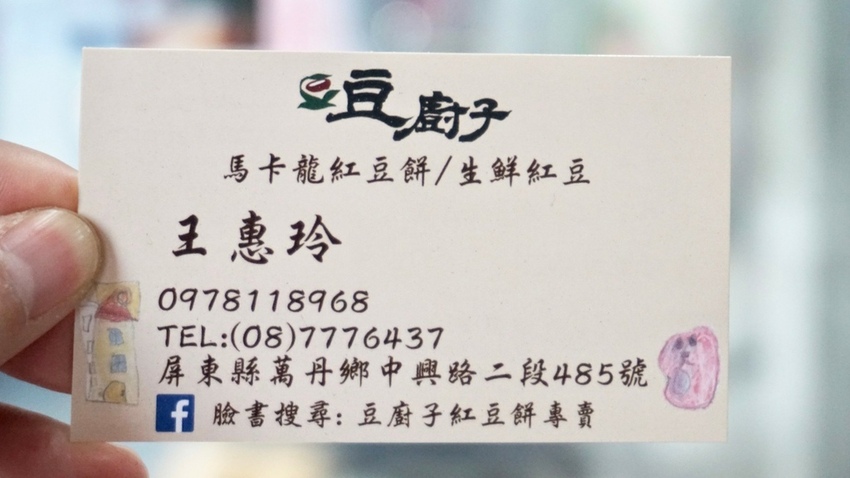 豆廚子
馬卡龍紅豆餅/生鮮紅豆
王惠玲
0978118968
TEL:(08)7776437
屏東縣萬丹鄉中興路二段485號
f 臉書搜尋: 豆廚子紅豆餅專賣